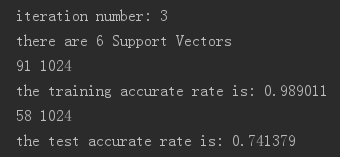 iteration number: 3
there are 6 Support Vectors
91 1024
the training accurate rate is: 0.989011
58 1024
the test accurate rate is: 0.741379